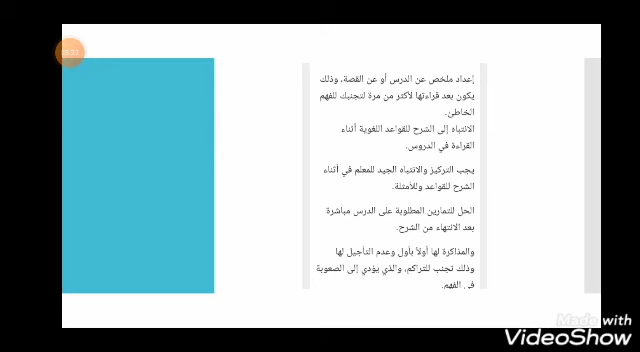 إعداد ملخص عن الدرس أو عن القصة، وذلك
يكون بعد قراءتها لأكثر من مرة لتجنبك للفهم
الخاطئ.
الانتباه إلى الشرح للقواعد اللغوية أثناء
القراءة في الدروس.
يجب التركيز والانتباه الجيد للمعلم في أثناء
الشرح للقواعد وللأمثلة.
الحل للتمارين المطلوبة على الدرس مباشرة
بعد الانتهاء من الشرح.
والمذاكرة لها أولاً بأول وعدم التأجيل لها
وذلك تجنب للتراكم، والذي يؤدي إلى الصعوبة
في الفهم.
Made with
VideoShow